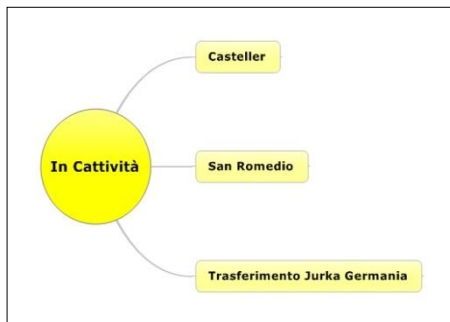 Casteller
In Cattività
San Romedio
Trasferimento Jurka Germania